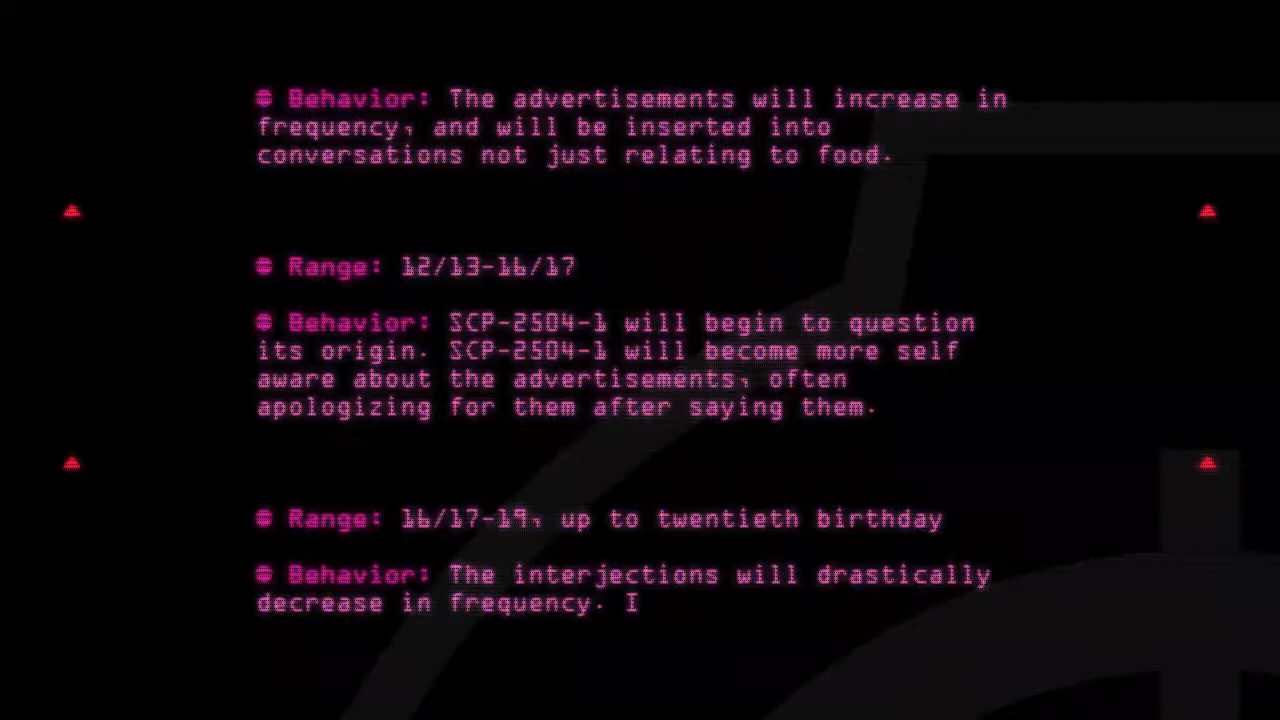 Behavior: The advertisements will increase in
frequency, and will be inserted into
conversations not just relating to food.
Range: 12/13-16/17
Behavior: SCP-2504-1 will begin to question
its origin. SCP-2504-1 will become more self
aware about the advertisements, often
apologizing for them after saying them.
Range: 16/17-19, up to twentieth birthday
Behavior: The interjections will drastically
decrease in frequency. I